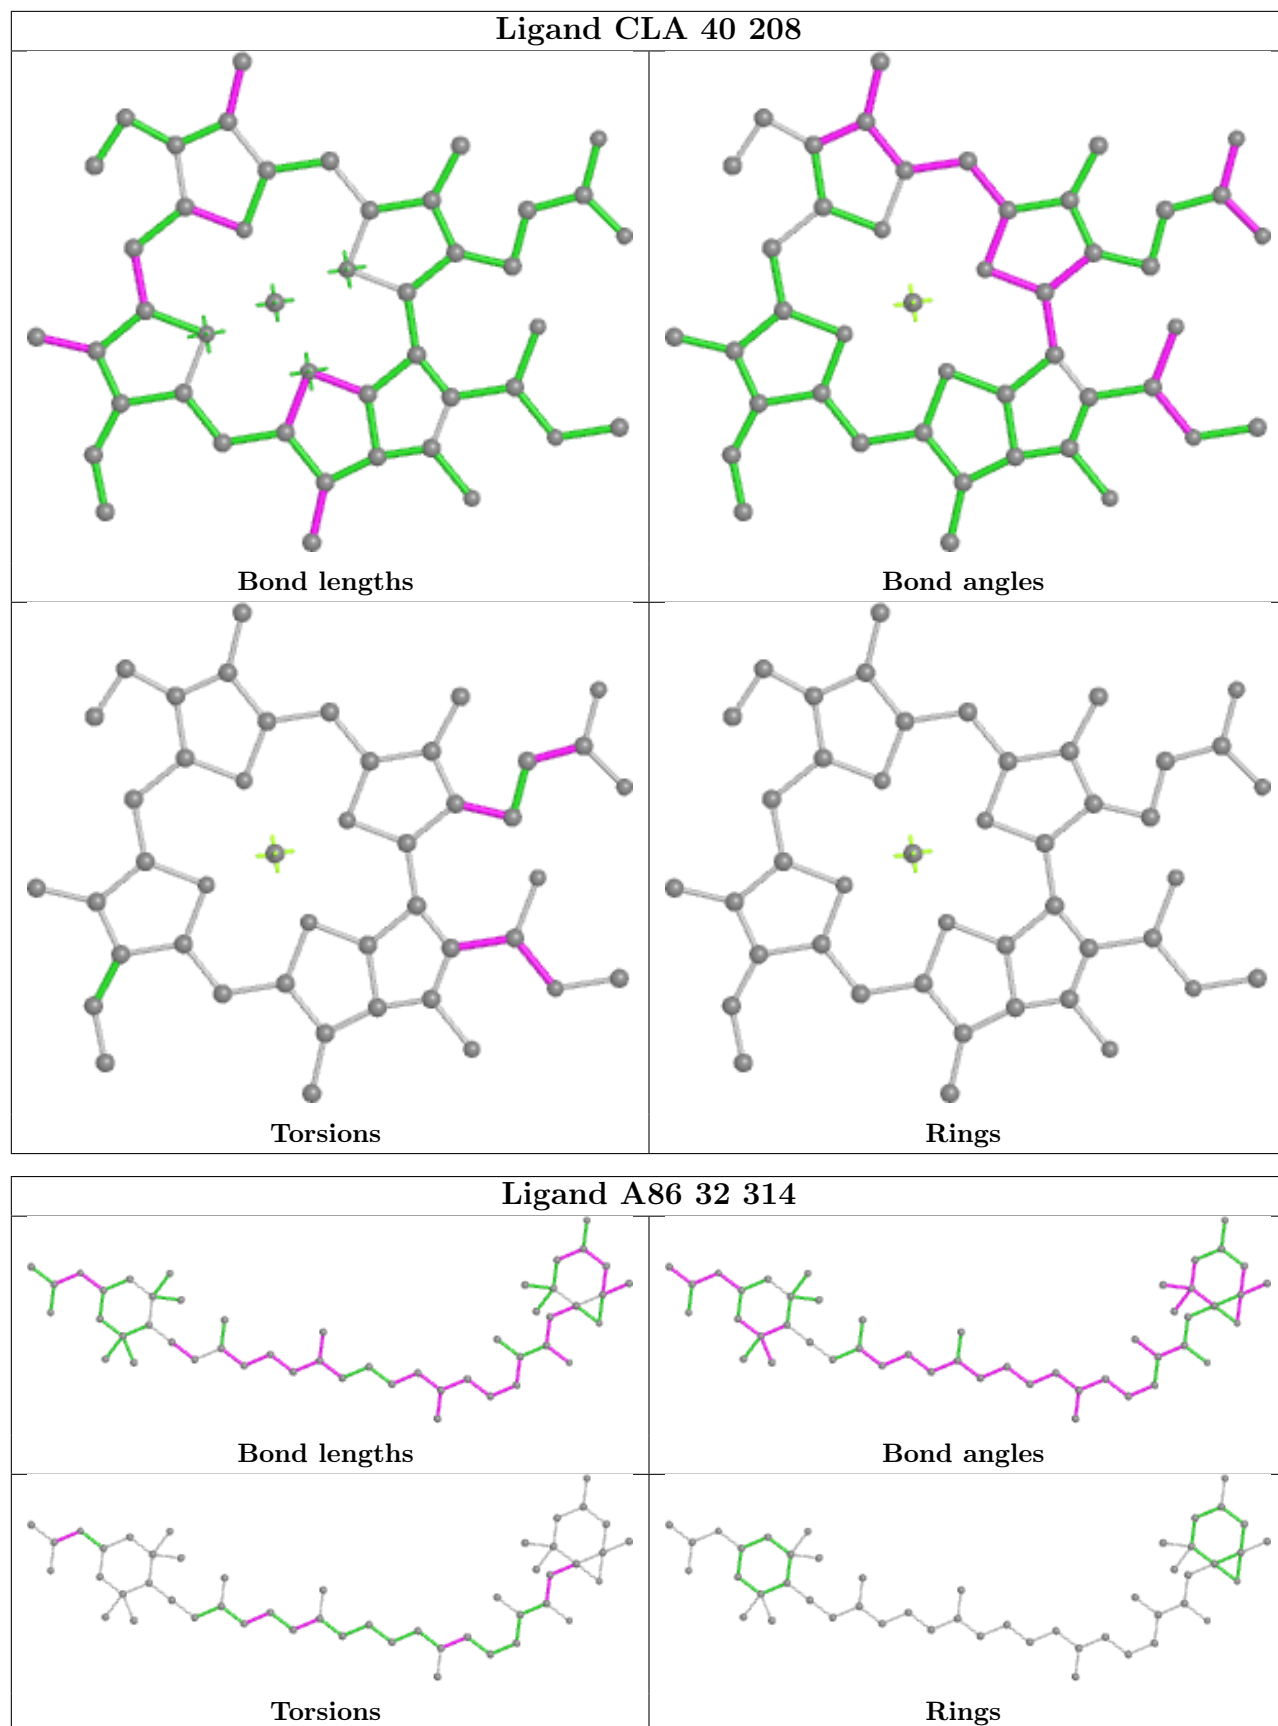 Ligand CLA 40 208
Bond lengths
Bond angles
Torsions
Rings
Ligand A86 32 314
Bond lengths
Bond angles
Torsions
Rings